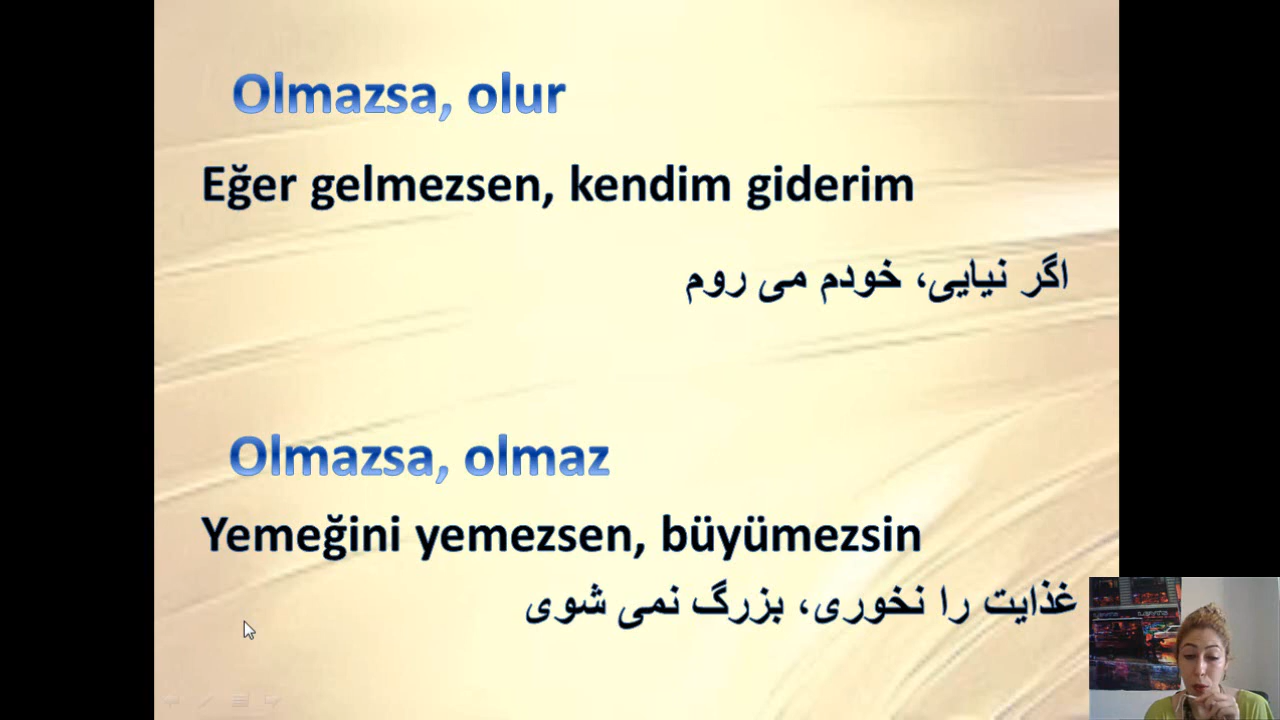 Olmazsa, olur
Eğer gelmezsen, kendim giderim
اگر نیایی، خودم می روم
Olmazsa, olmaz
Yemeğini yemezsen, büyümezsin
غذایت را نخوری، بزرگ نمی شوی